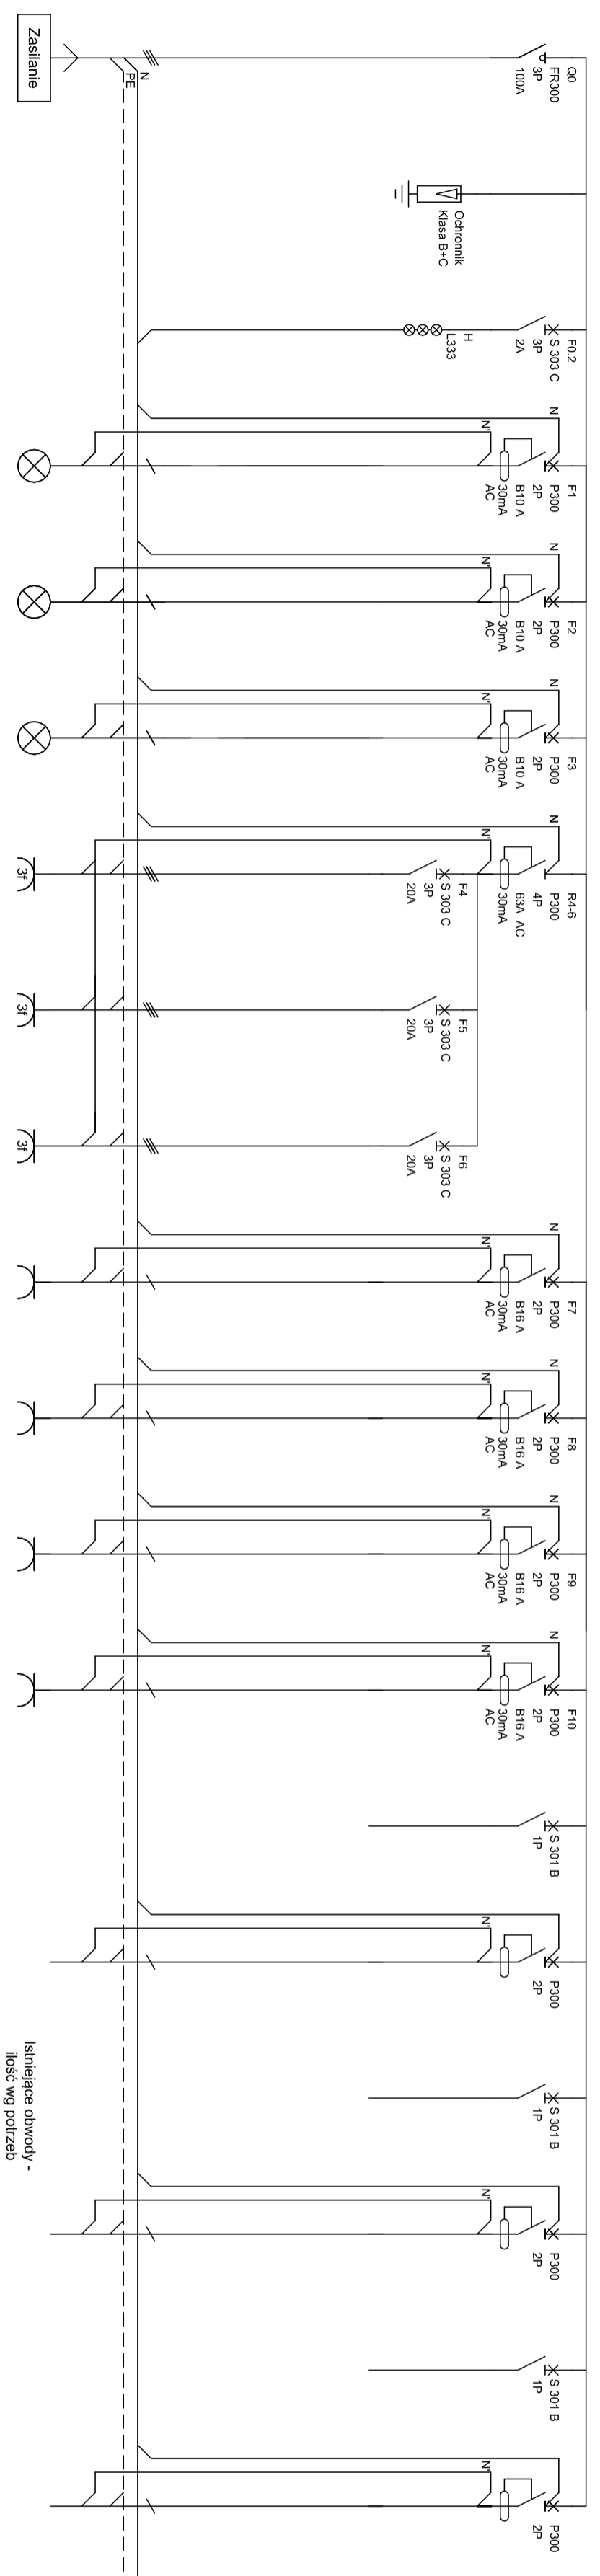 Zasilanie
PE
N
Q0
FR300
3P
100A
Ochronnik
Klasa B+C
F0.2
S 303 C
3P
2A
H
L333
N
N'
F1
P300
2P
B10 A
30mA
AC
N
N'
F2
P300
2P
B10 A
30mA
AC
N
N'
F3
P300
2P
B10 A
30mA
AC
N
N'
R4-6
P300
4P
63A AC
30mA
F4
S 303 C
3P
20A
3f
F5
S 303 C
3P
20A
3f
F6
S 303 C
3P
20A
3f
N
N'
F7
P300
2P
B16 A
30mA
AC
N
N'
F8
P300
2P
B16 A
30mA
AC
N
N'
F9
P300
2P
B16 A
30mA
AC
N
N'
F10
P300
2P
B16 A
30mA
AC
S 301 B
1P
N'
P300
2P
S 301 B
1P
N'
P300
2P
S 301 B
1P
N'
P300
2P
Istniejące obwody -
ilość wg potrzeb